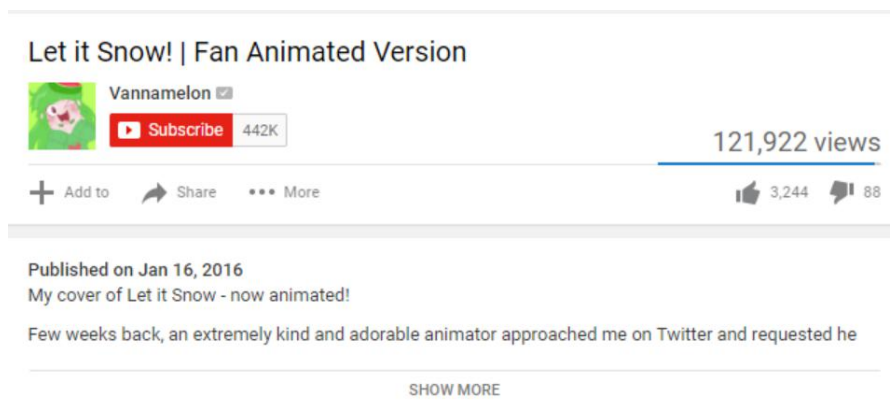 Let it Snow! | Fan Animated Version
Vannamelon
Subscribe 442K
121,922 views
Add to Share More 3,244 88
Published on Jan 16, 2016
My cover of Let it Snow - now animated!
Few weeks back, an extremely kind and adorable animator approached me on Twitter and requested he
SHOW MORE